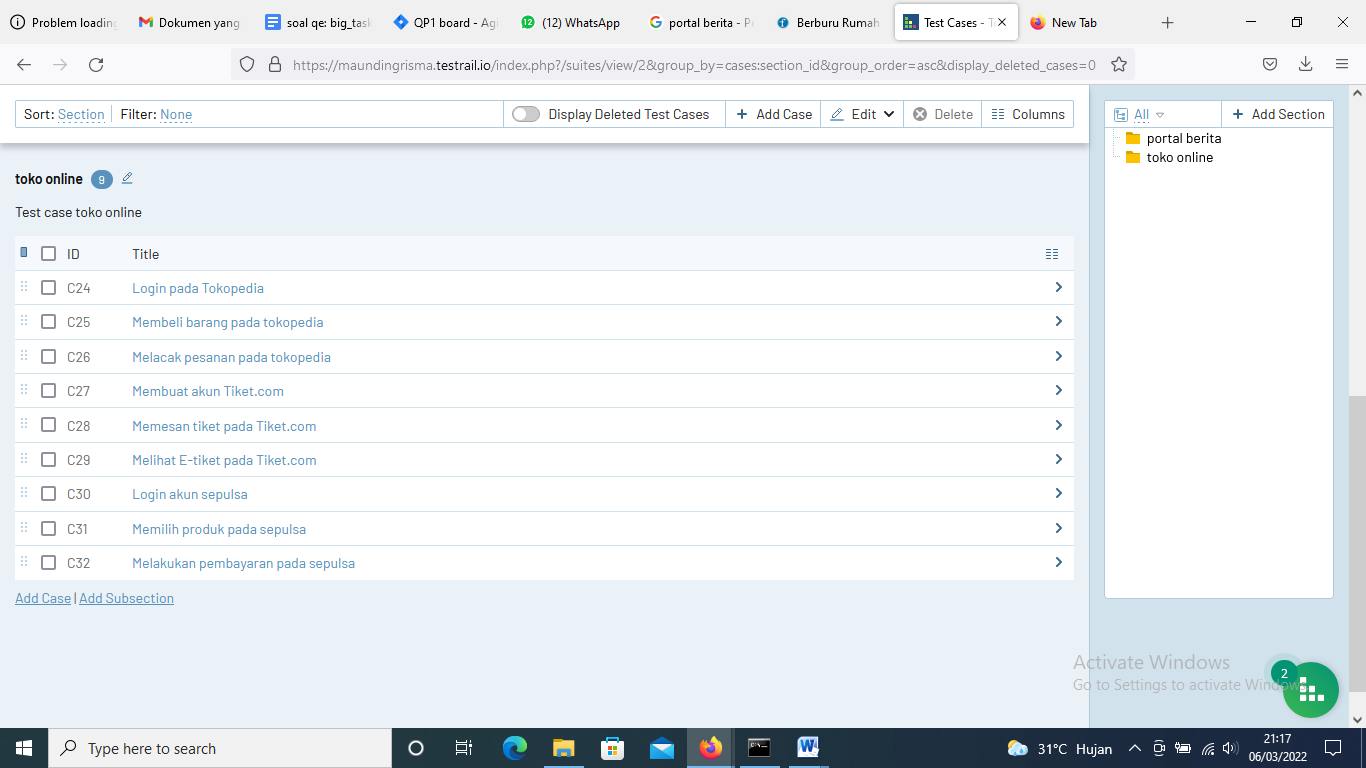 Problem loading
Dokumen yang
soal qe: big_task
QP1 board - Agi
(12) WhatsApp
portal berita - P
Berburu Rumah
Test Cases - T
New Tab
https://maundingrisma.testrail.io/index.php?/suites/view/2&group_by=cases:section_id&group_order=asc&display_deleted_cases=0
Sort: Section Filter: None
Display Deleted Test Cases
+ Add Case
Edit
Delete
Columns
All
+ Add Section
portal berita
toko online
toko online 9
Test case toko online
ID Title
C24 Login pada Tokopedia
C25 Membeli barang pada tokopedia
C26 Melacak pesanan pada tokopedia
C27 Membuat akun Tiket.com
C28 Memesan tiket pada Tiket.com
C29 Melihat E-tiket pada Tiket.com
C30 Login akun sepulsa
C31 Memilih produk pada sepulsa
C32 Melakukan pembayaran pada sepulsa
Add Case | Add Subsection
Activate Windows
Go to Settings to activate Windows.
2
Type here to search
31°C Hujan
21:17
06/03/2022